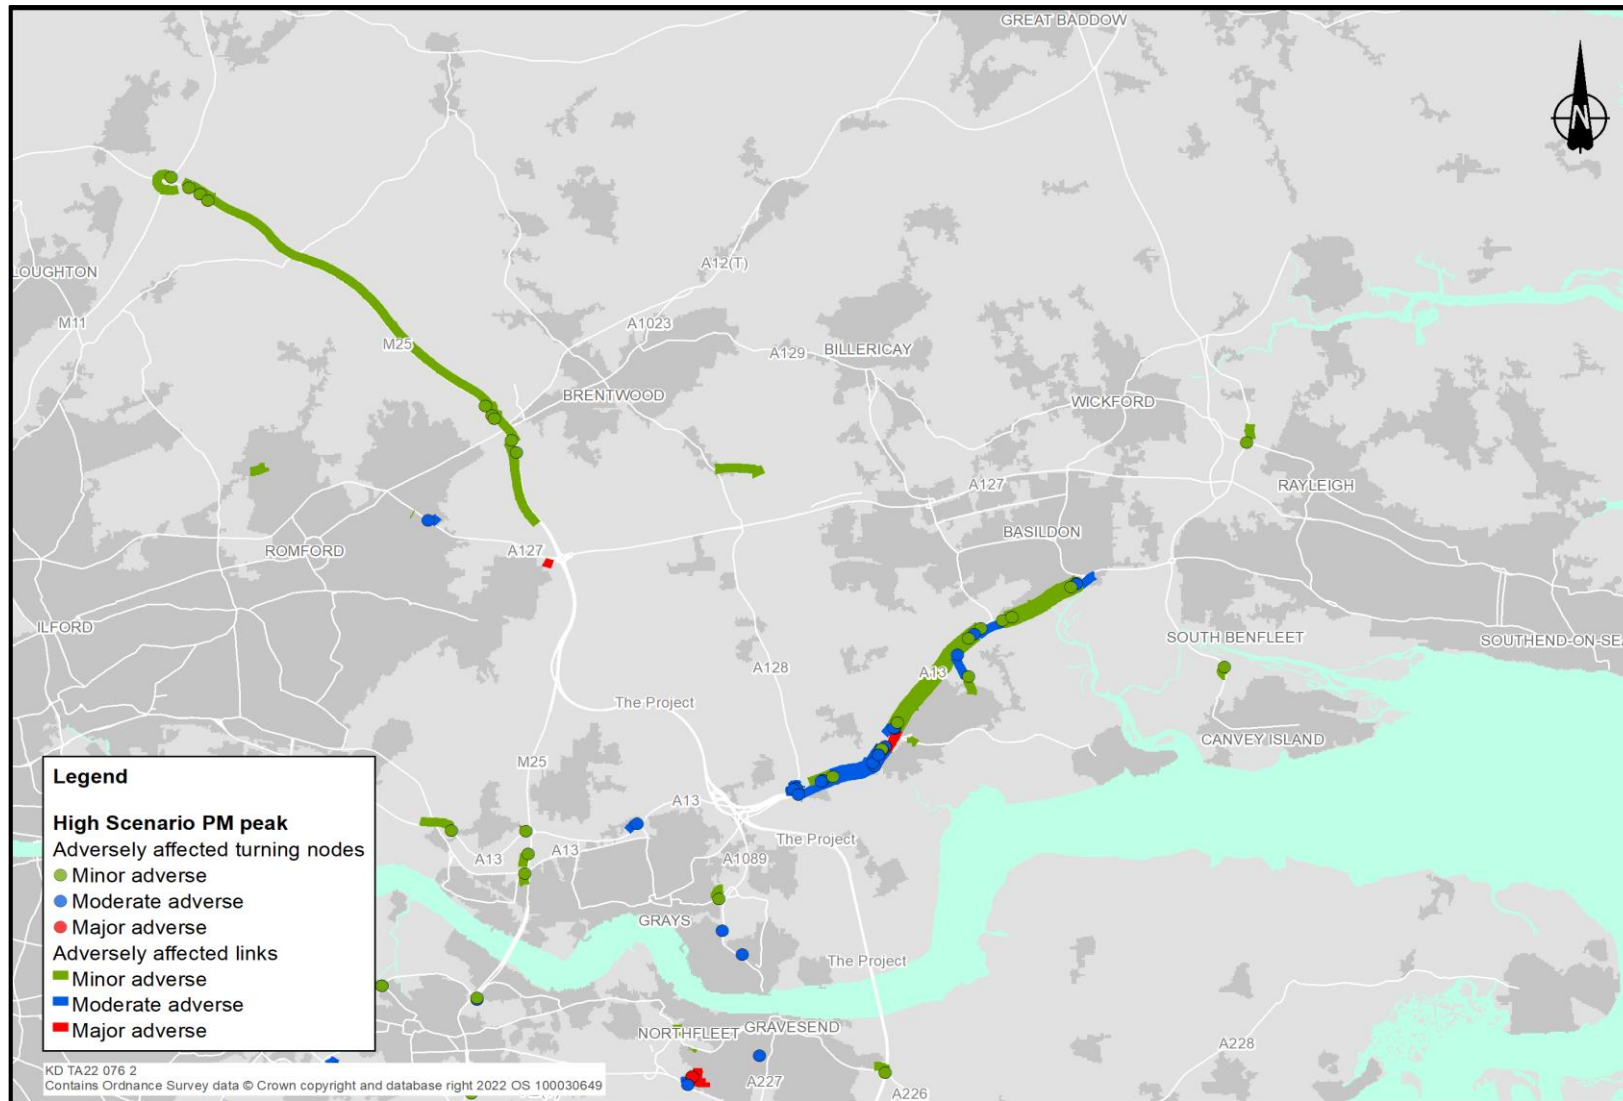 GREAT BADDOW
N
LOUGHTON
M11
A12(T)
A1023
M25
A129
BILLERICAY
BRENTWOOD
WICKFORD
A127
RAYLEIGH
BASILDON
ROMFORD
A127
ILFORD
SOUTH BENFLEET
SOUTHEND-ON-SEA
A128
A13
The Project
CANVEY ISLAND
M25
A13
The Project
A13
A13
A1089
GRAYS
The Project
NORTHFLEET
GRAVESEND
A228
A227
A226
Legend
High Scenario PM peak
Adversely affected turning nodes
Minor adverse
Moderate adverse
Major adverse
Adversely affected links
Minor adverse
Moderate adverse
Major adverse
KD TA22 076 2
Contains Ordnance Survey data © Crown copyright and database right 2022 OS 100030649